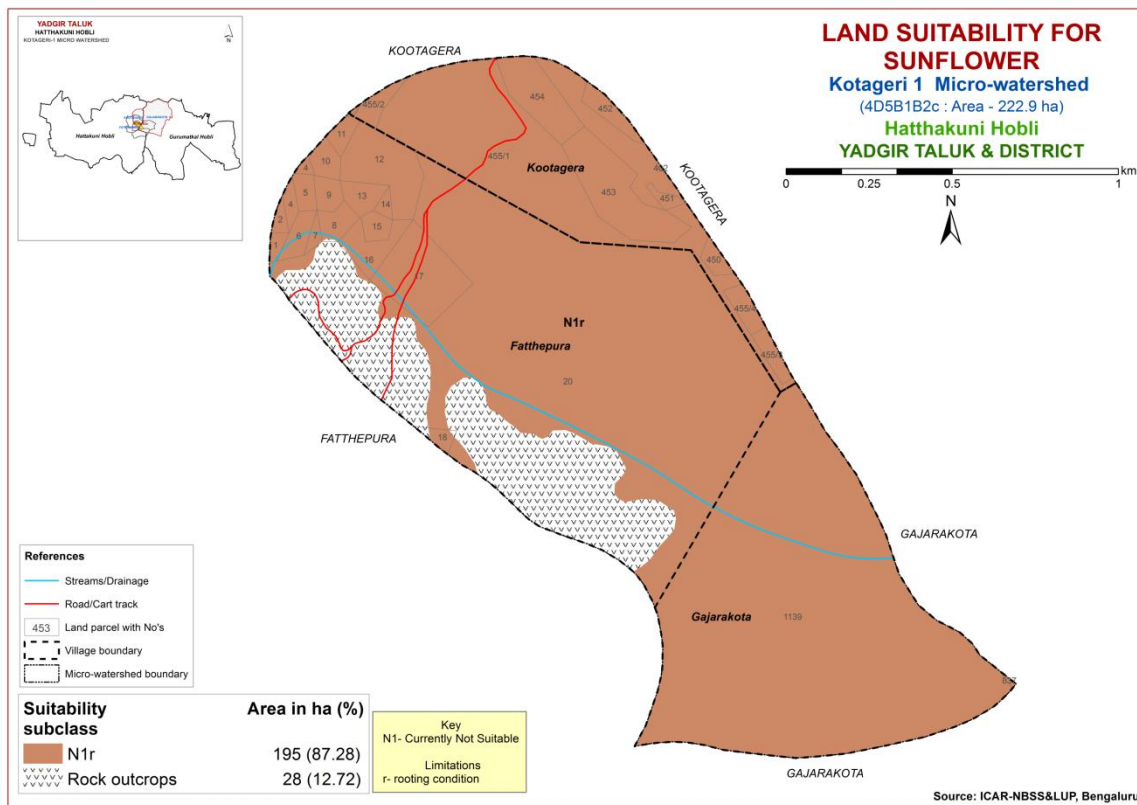 YADGIR TALUK
HATTHAKUNI HOBLI
KOTAGERI-1 MICRO WATERSHED
N
Hattakuni Hobli
Gurumatkal Hobli
LAND SUITABILITY FOR
SUNFLOWER
Kotageri 1 Micro-watershed
(4D5B1B2c : Area - 222.9 ha)
Hatthakuni Hobli
YADGIR TALUK & DISTRICT
0 0.25 0.5 1
km
N
KOOTAGERA
454
452
455/2
11
12
10
455/1
Kootagera
4
5
9
13
14
453
451
KOOTAGERA
4
2
15
8
6
7
1
16
17
450
455/4
N1r
Fatthepura
20
FATTHEPURA
18
GAJARAKOTA
Gajarakota
1139
GAJARAKOTA
References
Streams/Drainage
Road/Cart track
453 Land parcel with No's
Village boundary
Micro-watershed boundary
Suitability Area in ha (%)
subclass
N1r 195 (87.28)
Rock outcrops 28 (12.72)
Key
N1- Currently Not Suitable
Limitations
r- rooting condition
Source: ICAR-NBSS&LUP, Bengaluru